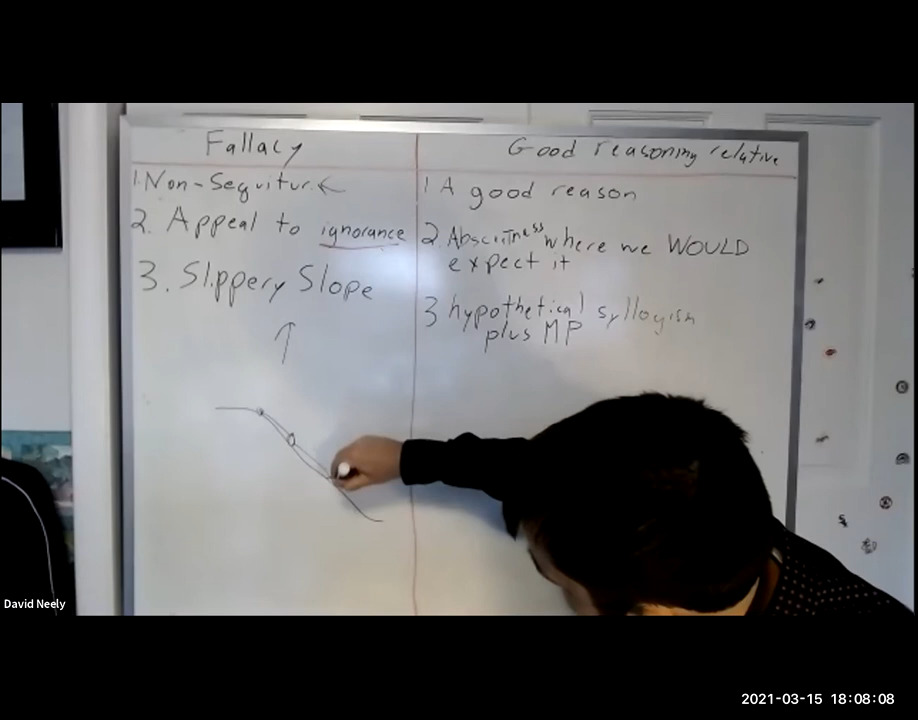 Fallacy
Good reasoning relative
1. Non-Sequitur ←
1 A good reason
2. Appeal to ignorance
2 where we WOULD
expect it
3. Slippery Slope
3 hypothetical syllogism
plus MP
David Neely
2021-03-15 18:08:08